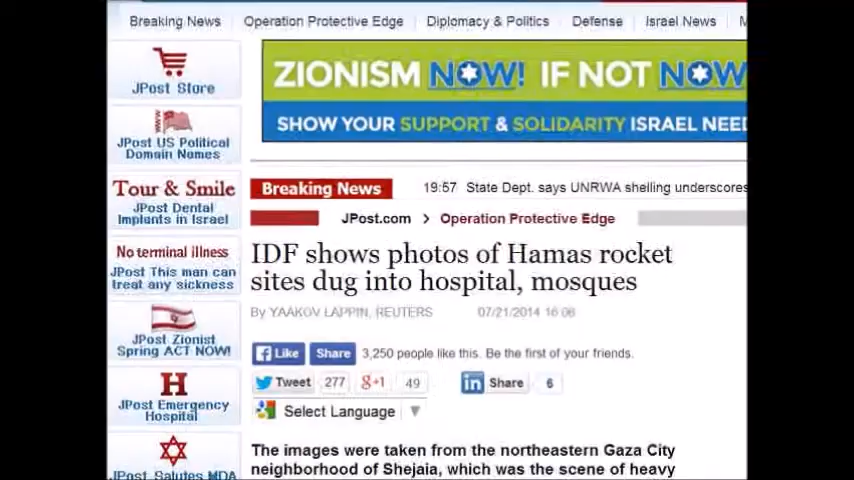 Breaking News Operation Protective Edge Diplomacy & Politics Defense Israel News
JPost Store
JPost US Political
Domain Names
Tour & Smile
JPost Dental
Implants in Israel
No terminal illness
JPost This man can
treat any sickness
JPost Zionist
Spring ACT NOW!
H
JPost Emergency
Hospital
JPost Salutes MDA
ZIONISM NOW! IF NOT NOW
SHOW YOUR SUPPORT & SOLIDARITY ISRAEL NEED
Breaking News 19:57 State Dept. says UNRWA shelling underscores
JPost.com > Operation Protective Edge
IDF shows photos of Hamas rocket
sites dug into hospital, mosques
By YAAKOV LAPPIN, REUTERS 07/21/2014 16:06
Like Share 3,250 people like this. Be the first of your friends.
Tweet 277 g+1 49 in Share 6
Select Language ▼
The images were taken from the northeastern Gaza City
neighborhood of Shejaia, which was the scene of heavy